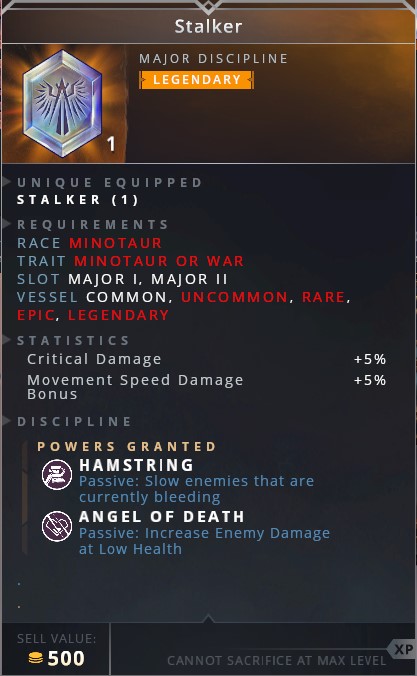 Stalker
MAJOR DISCIPLINE
LEGENDARY
1
UNIQUE EQUIPPED
STALKER (1)
REQUIREMENTS
RACE MINOTAUR
TRAIT MINOTAUR OR WAR
SLOT MAJOR I, MAJOR II
VESSEL COMMON, UNCOMMON, RARE,
EPIC, LEGENDARY
STATISTICS
Critical Damage +5%
Movement Speed Damage +5%
Bonus
DISCIPLINE
POWERS GRANTED
HAMSTRING
Passive: Slow enemies that are
currently bleeding
ANGEL OF DEATH
Passive: Increase Enemy Damage
at Low Health
.
.
SELL VALUE:
500
XP
CANNOT SACRIFICE AT MAX LEVEL